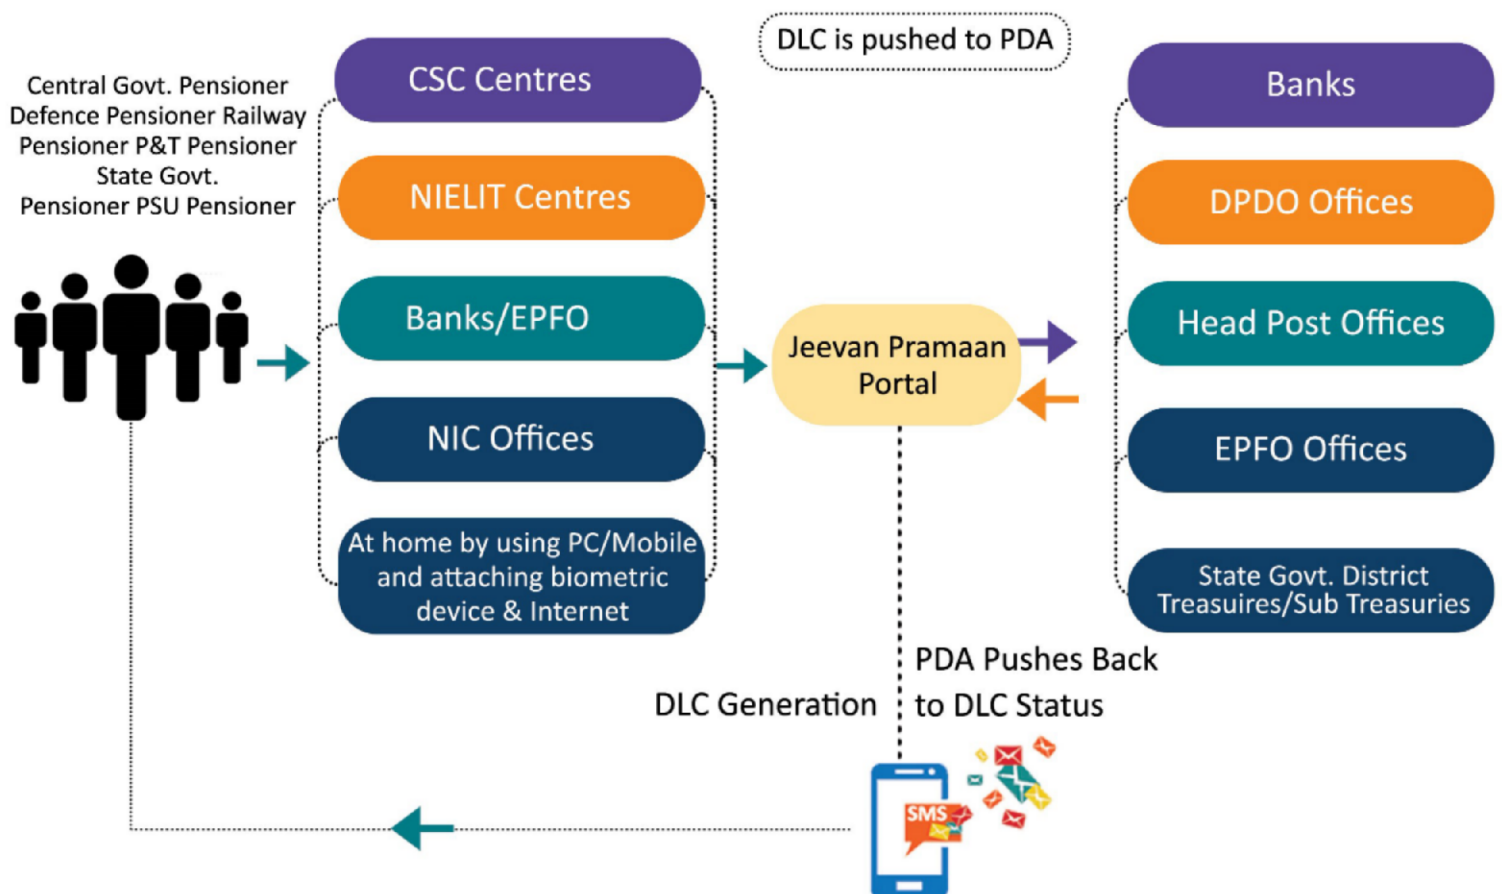 DLC is pushed to PDA
Central Govt. Pensioner
Defence Pensioner Railway
Pensioner P&T Pensioner
State Govt.
Pensioner PSU Pensioner
CSC Centres
NIELIT Centres
Banks/EPFO
NIC Offices
At home by using PC/Mobile
and attaching biometric
device & Internet
Jeevan Pramaan
Portal
Banks
DPDO Offices
Head Post Offices
EPFO Offices
State Govt. District
Treasuires/Sub Treasuries
DLC Generation
PDA Pushes Back
to DLC Status
SMS